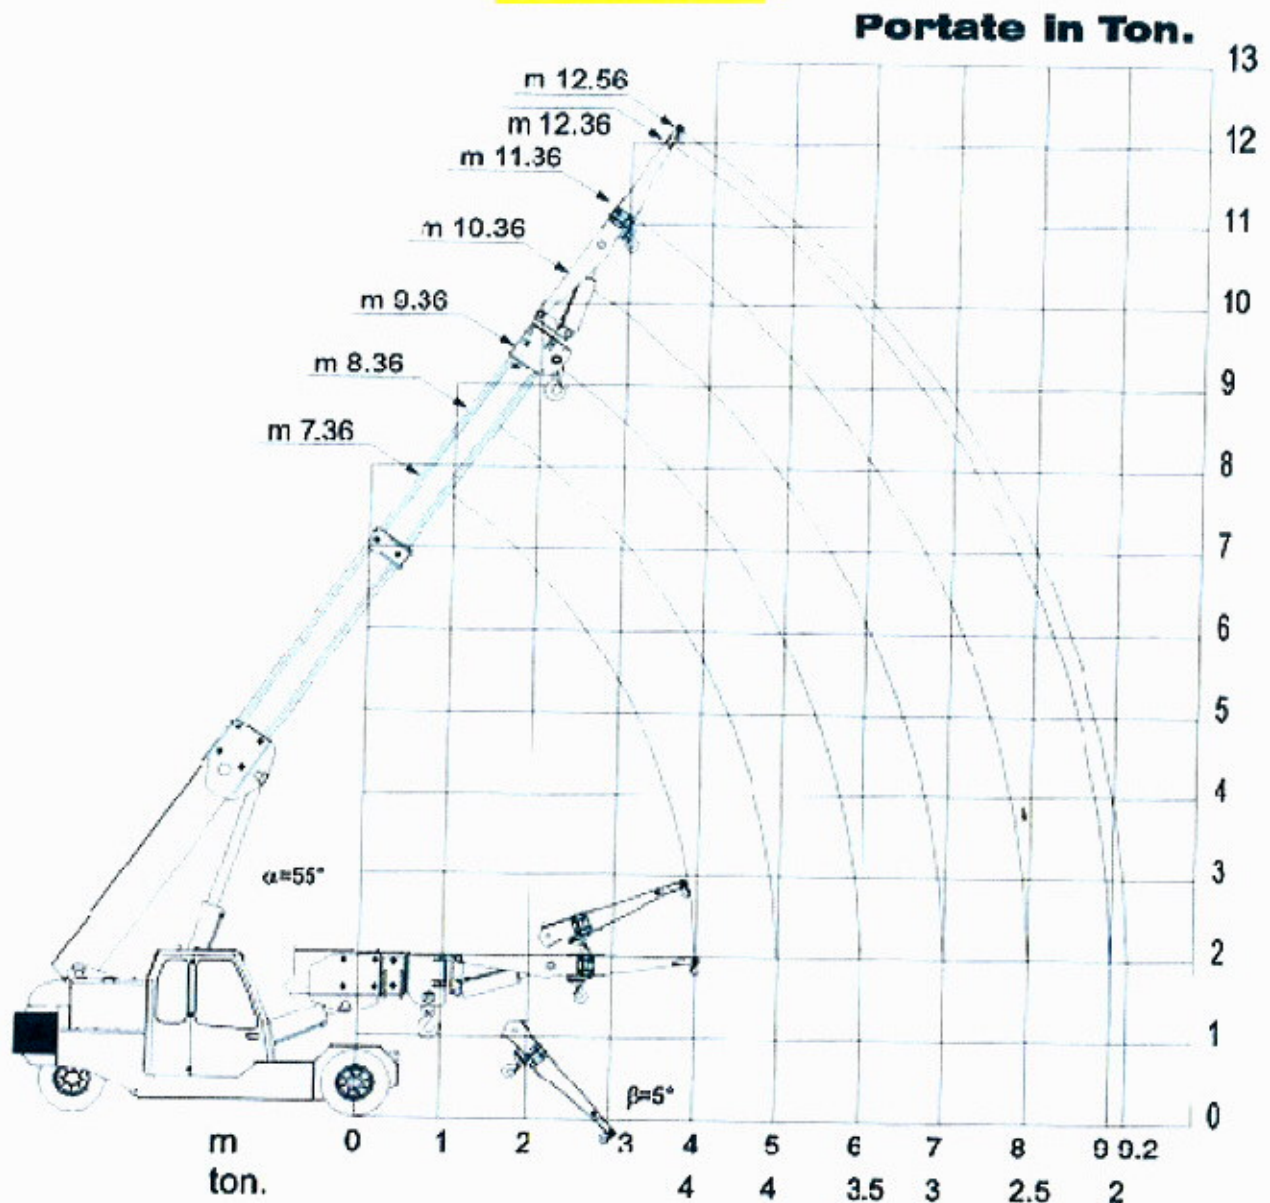 Portate in Ton.
m 12.56
m 12.36
m 11.36
m 10.36
m 9.36
m 8.36
m 7.36
13
12
11
10
9
8
7
6
5
4
3
2
1
0
α=55°
β=5°
m 0 1 2 3 4 5 6 7 8 9 9.2
ton. 4 4 3.5 3 2.5 2